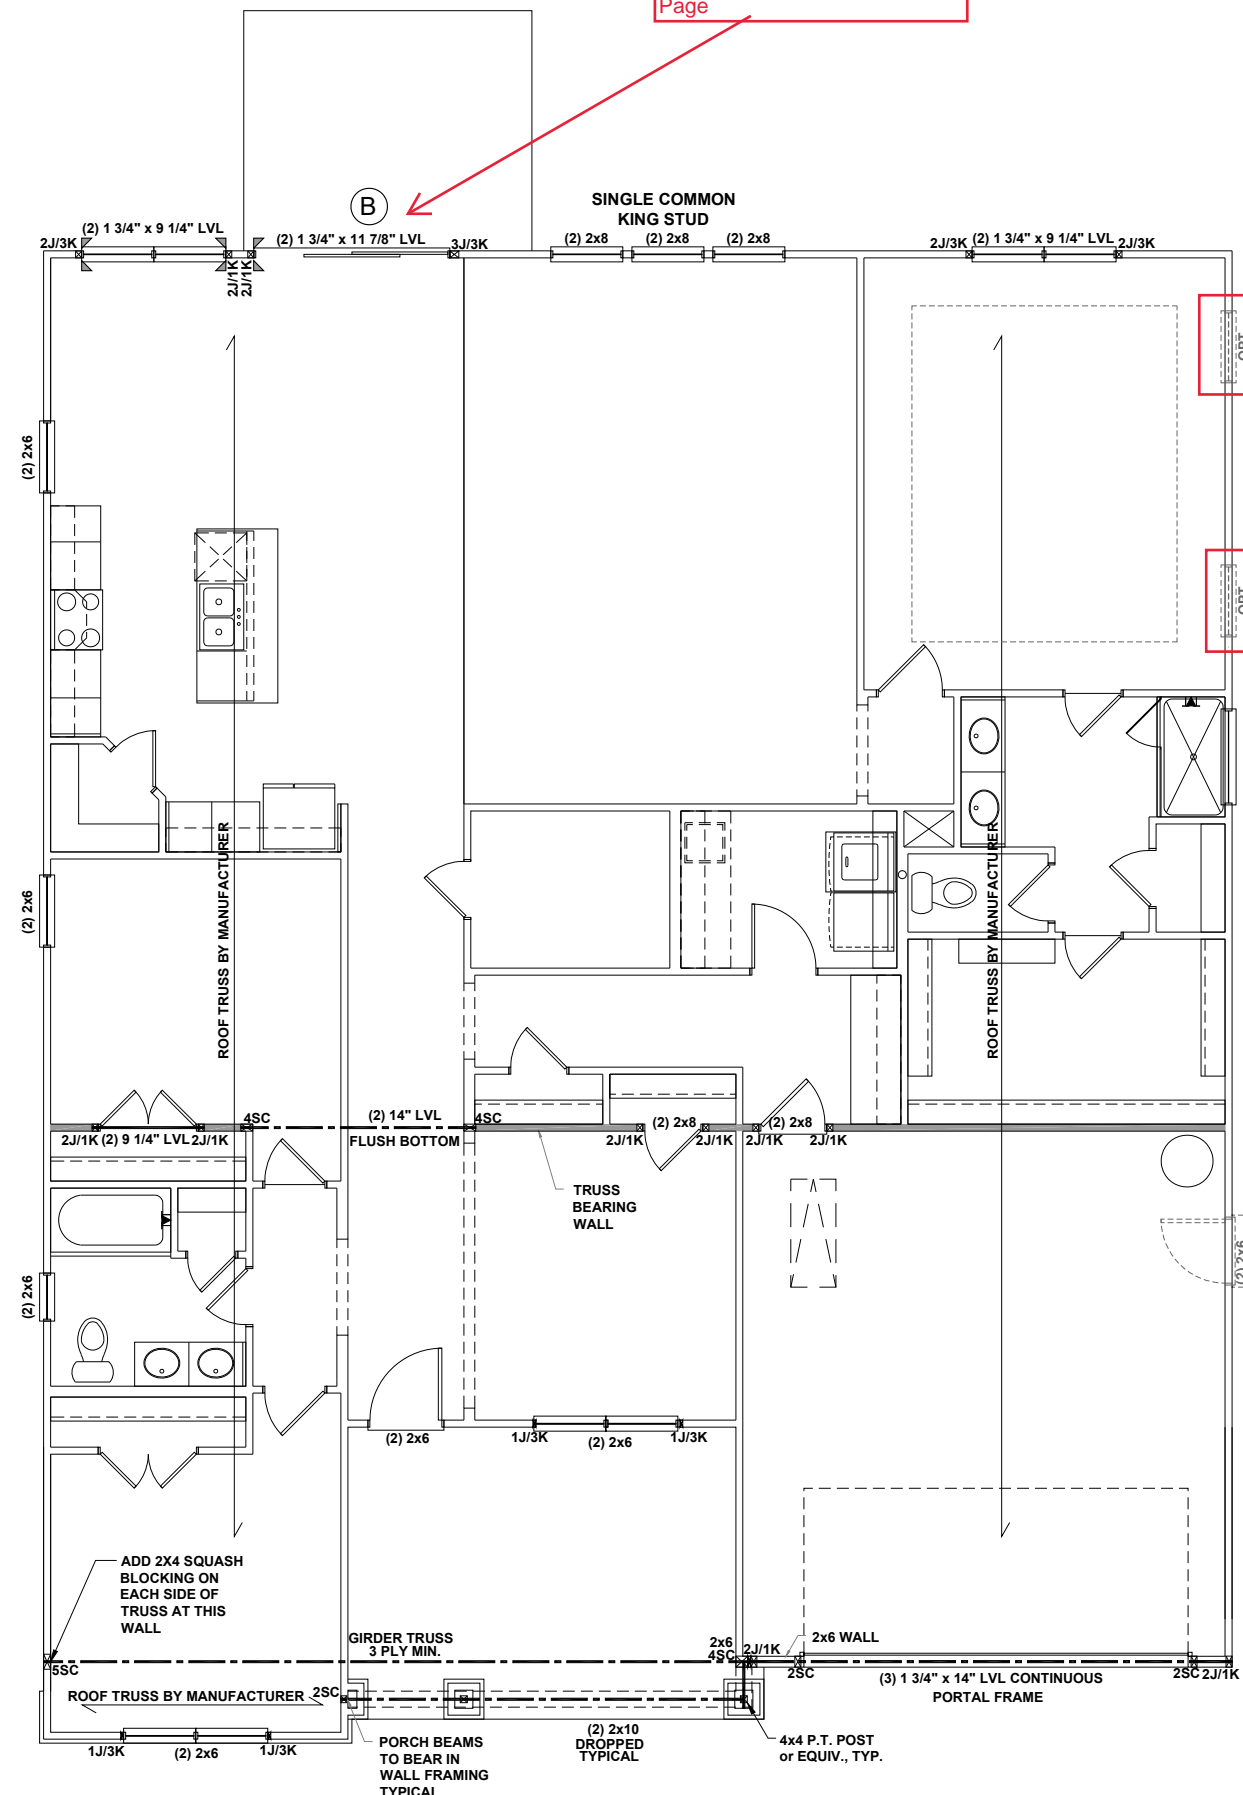 Page
B
SINGLE COMMON
KING STUD
(2) 1 3/4" x 9 1/4" LVL
2J/3K
(2) 1 3/4" x 11 7/8" LVL
3J/3K
(2) 2x8
(2) 2x8
(2) 2x8
2J/3K
(2) 1 3/4" x 9 1/4" LVL
2J/3K
2J/1K
2J/1K
OPT
(2) 2x6
OPT
ROOF TRUSS BY MANUFACTURER
ROOF TRUSS BY MANUFACTURER
(2) 2x6
4SC
(2) 14" LVL
4SC
2J/1K
(2) 9 1/4" LVL
2J/1K
FLUSH BOTTOM
2J/1K
(2) 2x8
2J/1K
2J/1K
(2) 2x8
2J/1K
TRUSS
BEARING
WALL
(2) 2x6
(2) 2x6
(2) 2x6
1J/3K
(2) 2x6
1J/3K
ADD 2X4 SQUASH
BLOCKING ON
EACH SIDE OF
TRUSS AT THIS
WALL
GIRDER TRUSS
3 PLY MIN.
2x6
4SC
2J/1K
2x6 WALL
5SC
2SC
(3) 1 3/4" x 14" LVL CONTINUOUS
PORTAL FRAME
2SC
2J/1K
ROOF TRUSS BY MANUFACTURER
2SC
1J/3K
(2) 2x6
1J/3K
PORCH BEAMS
TO BEAR IN
WALL FRAMING
TYPICAL
(2) 2x10
DROPPED
TYPICAL
4x4 P.T. POST
or EQUIV., TYP.